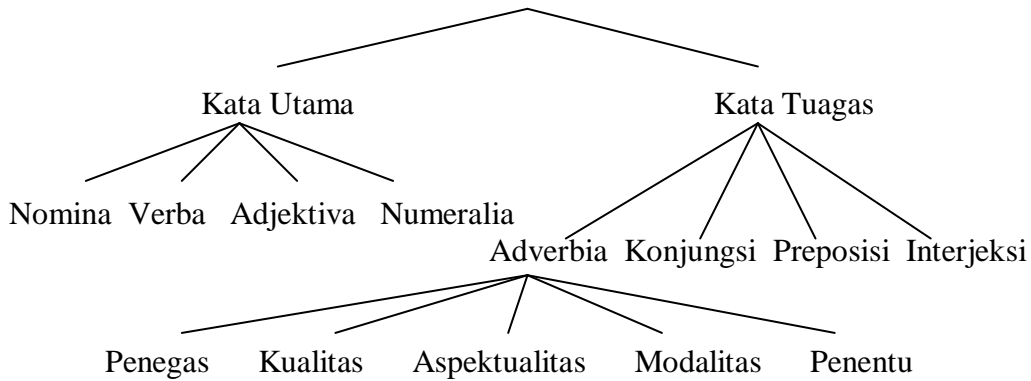 Kata Utama Kata Tuagas
Nomina Verba Adjektiva Numeralia
Adverbia Konjungsi Preposisi Interjeksi
Penegas Kualitas Aspektualitas Modalitas Penentu